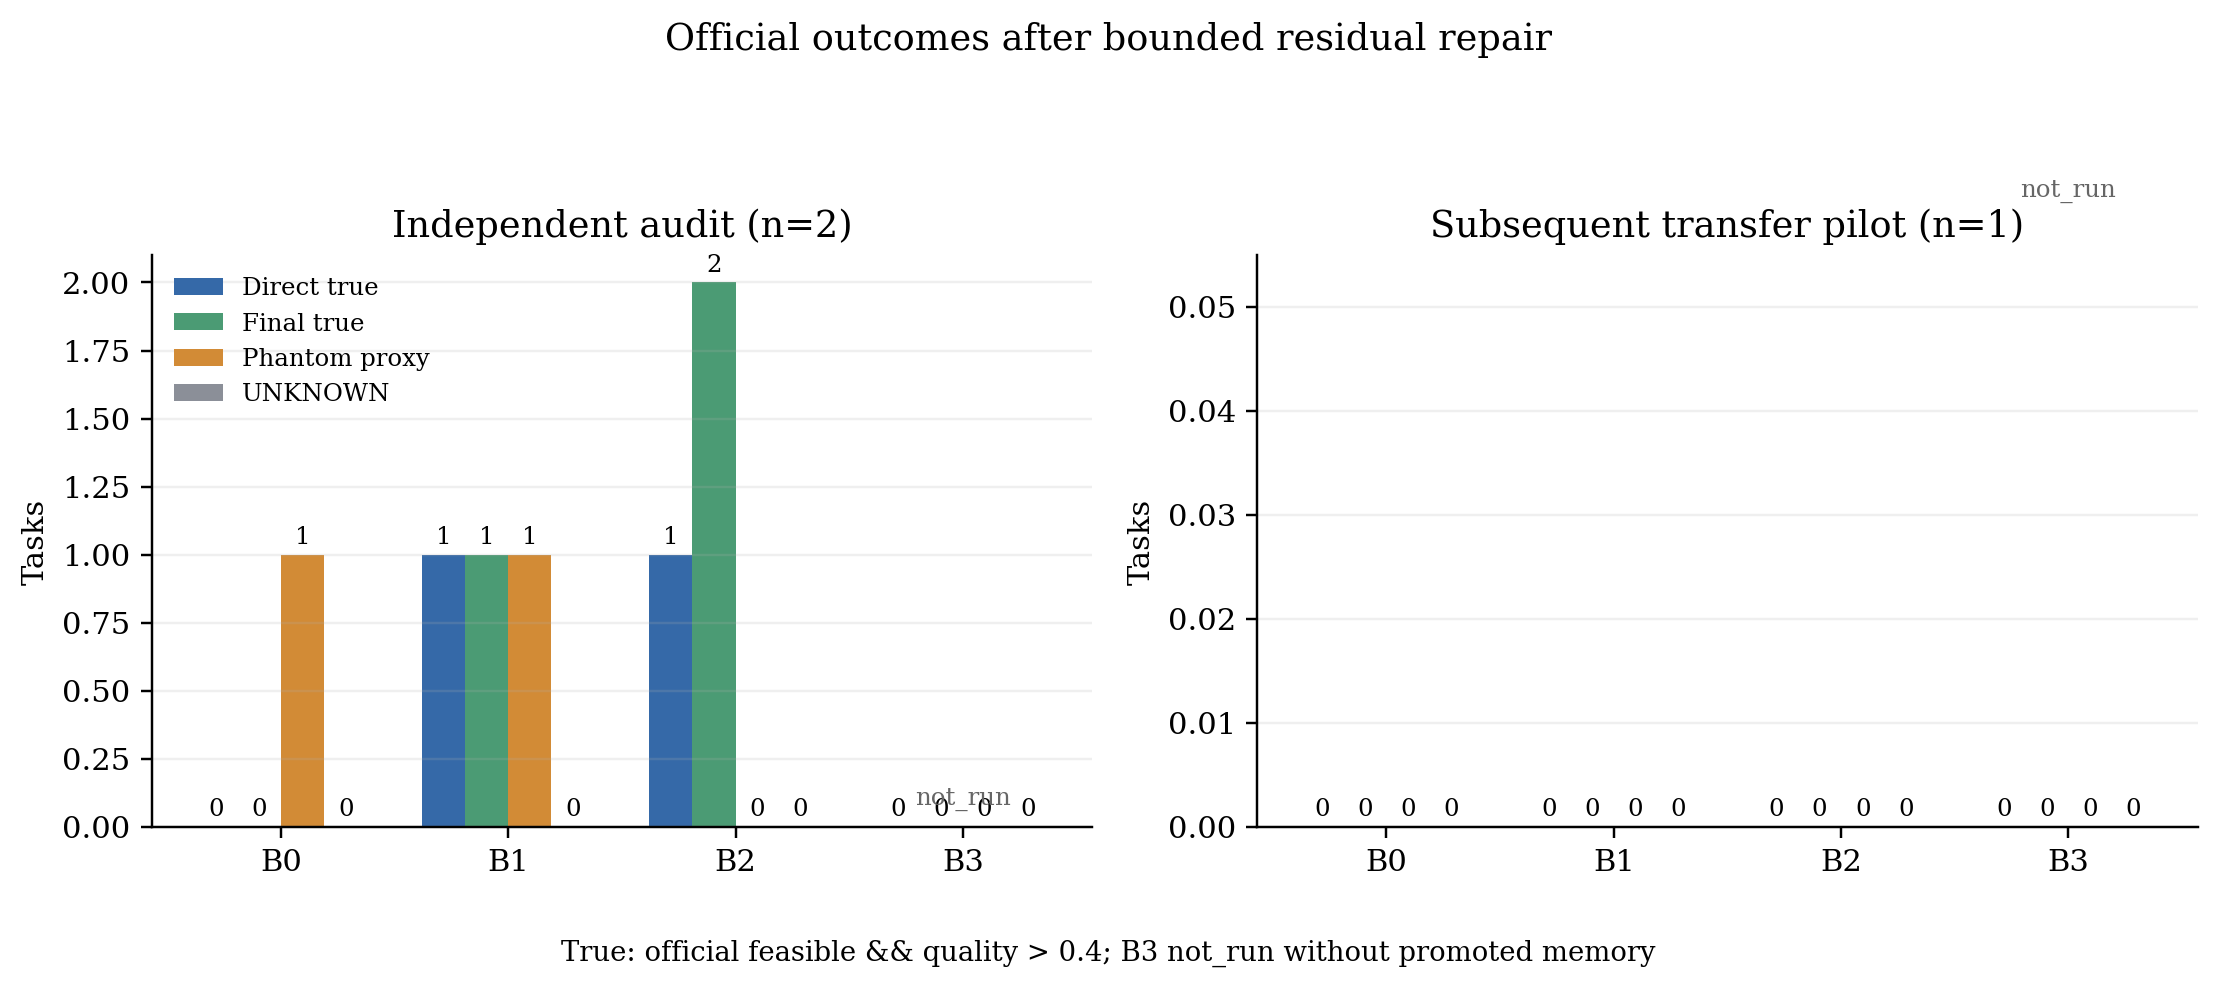 Official outcomes after bounded residual repair
Independent audit (n=2)
Tasks
2.00
1.75
1.50
1.25
1.00
0.75
0.50
0.25
0.00
Direct true
Final true
Phantom proxy
UNKNOWN
0 0 1 0
1 1 1 0
1 2 0 0
0 0 0 0
not_run
B0 B1 B2 B3
not_run
Subsequent transfer pilot (n=1)
Tasks
0.05
0.04
0.03
0.02
0.01
0.00
0 0 0 0 0 0 0 0 0 0 0 0 0 0 0 0
B0 B1 B2 B3
True: official feasible && quality > 0.4; B3 not_run without promoted memory